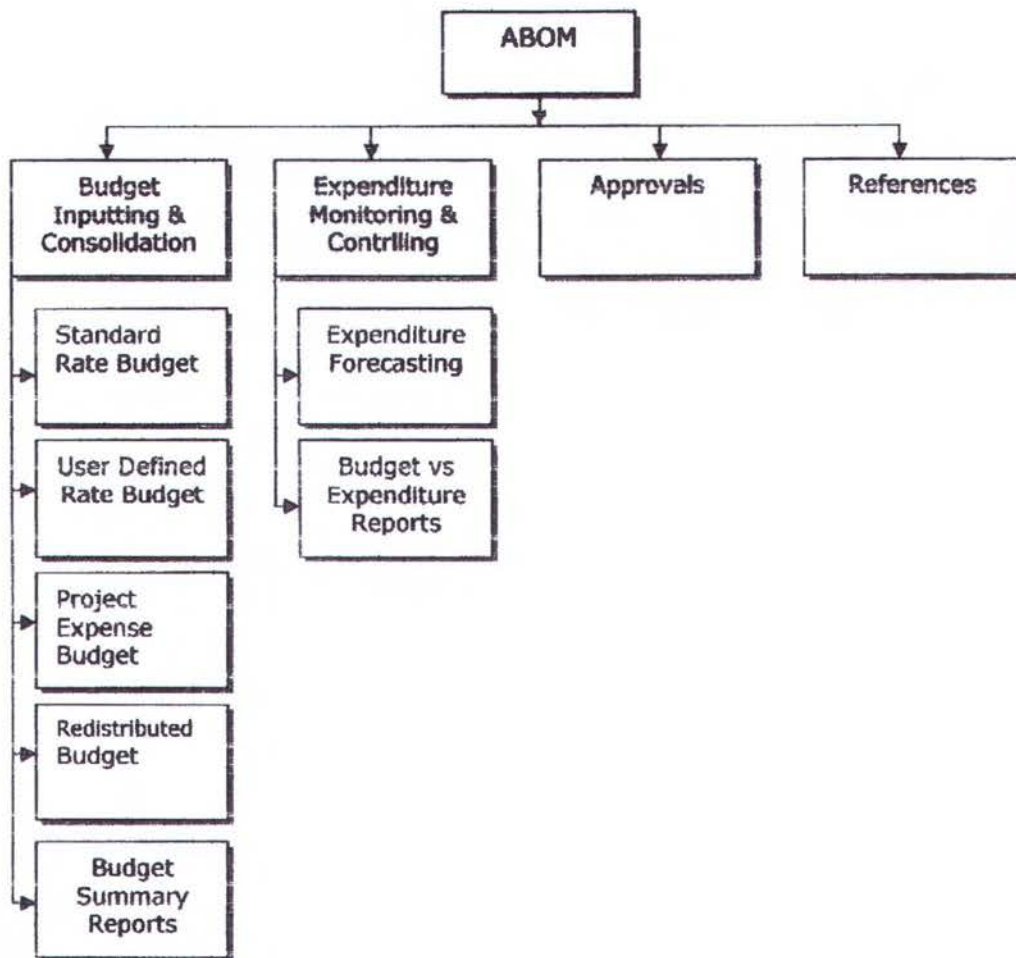 ABOM
Budget
Inputting &
Consolidation
Expenditure
Monitoring &
Contrlling
Approvals
References
Standard
Rate Budget
User Defined
Rate Budget
Project
Expense
Budget
Redistributed
Budget
Budget
Summary
Reports
Expenditure
Forecasting
Budget vs
Expenditure
Reports